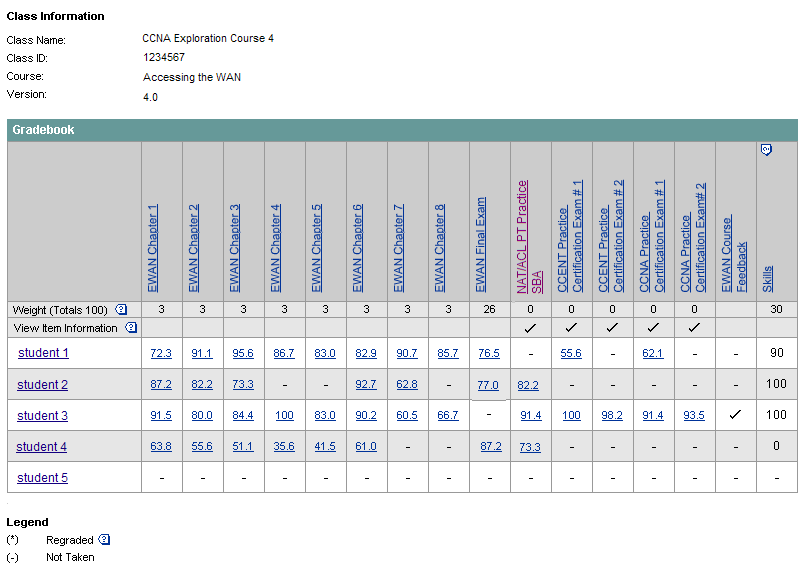 Class Information
Class Name: CCNA Exploration Course 4
Class ID: 1234567
Course: Accessing the WAN
Version: 4.0
Gradebook
EWAN Chapter 1 EWAN Chapter 2 EWAN Chapter 3 EWAN Chapter 4 EWAN Chapter 5 EWAN Chapter 6 EWAN Chapter 7 EWAN Chapter 8 EWAN Final Exam NAT/ACL PT Practice SBA CCENT Practice Certification Exam # 1 CCENT Practice Certification Exam # 2 CCNA Practice Certification Exam # 1 CCNA Practice Certification Exam# 2 EWAN Course Feedback Skills
Weight (Totals 100) 3 3 3 3 3 3 3 3 26 0 0 0 0 0 30
View Item Information ✓ ✓ ✓ ✓ ✓
student 1 72.3 91.1 95.6 86.7 83.0 82.9 90.7 85.7 76.5 - 55.6 - 62.1 - - 90
student 2 87.2 82.2 73.3 - - 92.7 62.8 - 77.0 82.2 - - - - - 100
student 3 91.5 80.0 84.4 100 83.0 90.2 60.5 66.7 - 91.4 100 98.2 91.4 93.5 ✓ 100
student 4 63.8 55.6 51.1 35.6 41.5 61.0 - - 87.2 73.3 - - - - - 0
student 5 - - - - - - - - - - - - - - - -
Legend
(*) Regraded
(-) Not Taken